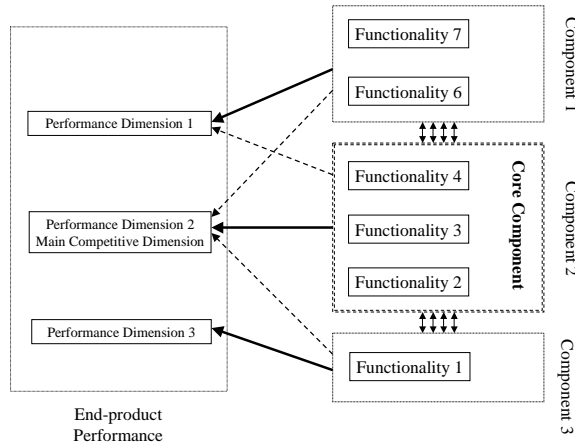 Functionality 7
Functionality 6
Component 1
Performance Dimension 1
Functionality 4
Functionality 3
Functionality 2
Core Component
Component 2
Performance Dimension 2
Main Competitive Dimension
Performance Dimension 3
Functionality 1
Component 3
End-product
Performance